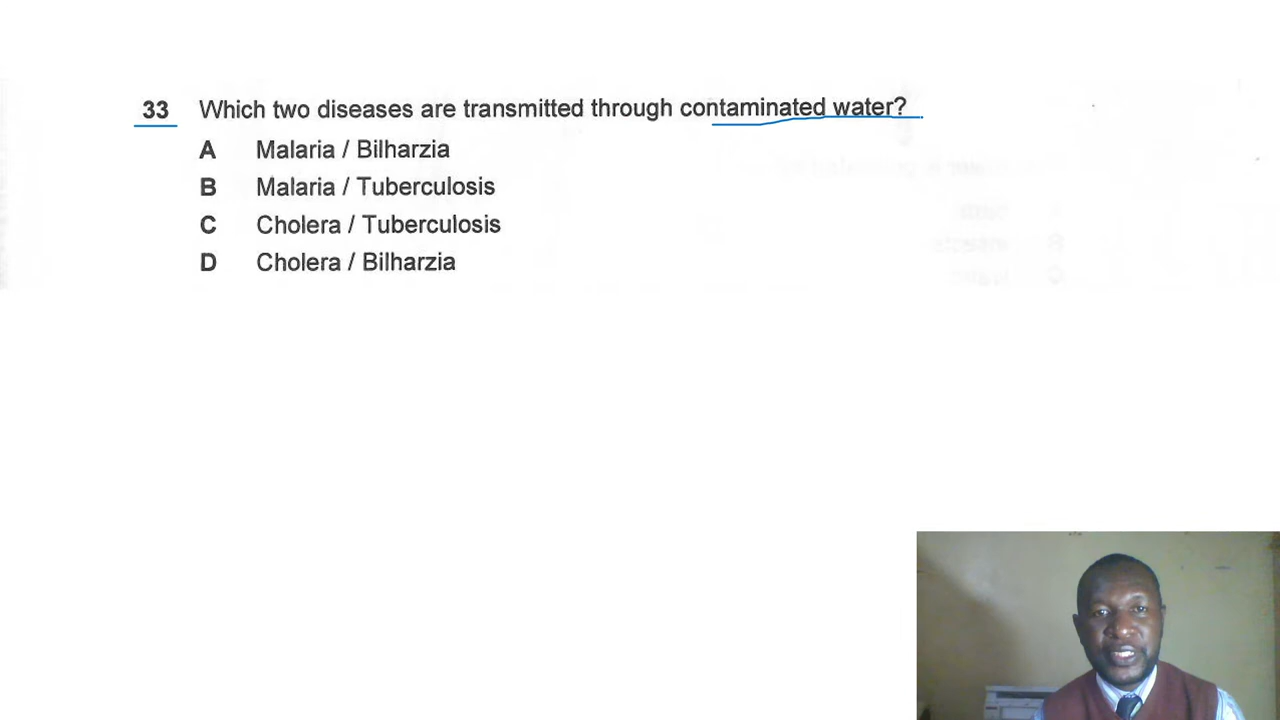 33 Which two diseases are transmitted through contaminated water?
A Malaria / Bilharzia
B Malaria / Tuberculosis
C Cholera / Tuberculosis
D Cholera / Bilharzia